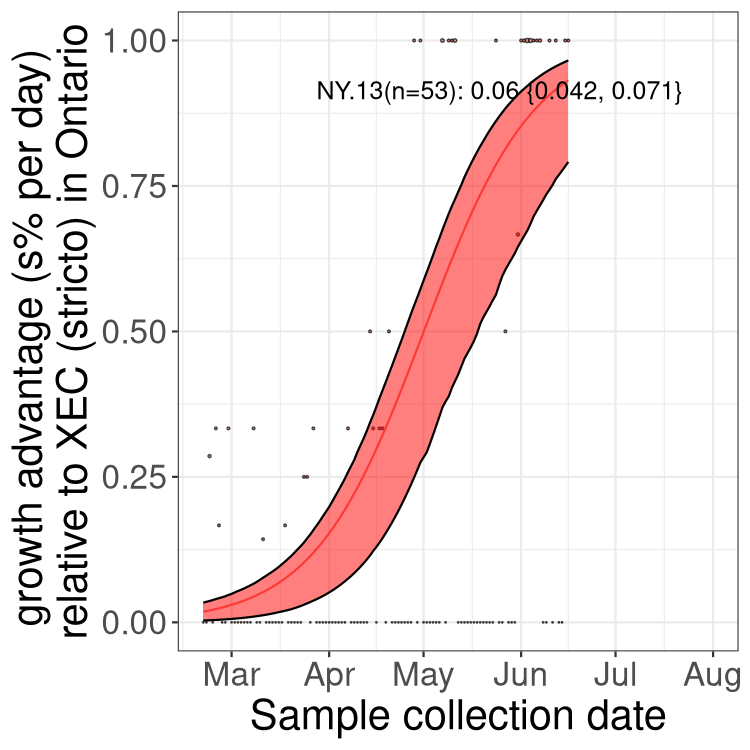 growth advantage (s% per day)
relative to XEC (stricto) in Ontario
1.00
0.75
0.50
0.25
0.00
NY.13(n=53): 0.06 {0.042, 0.071}
Mar Apr May Jun Jul Aug
Sample collection date